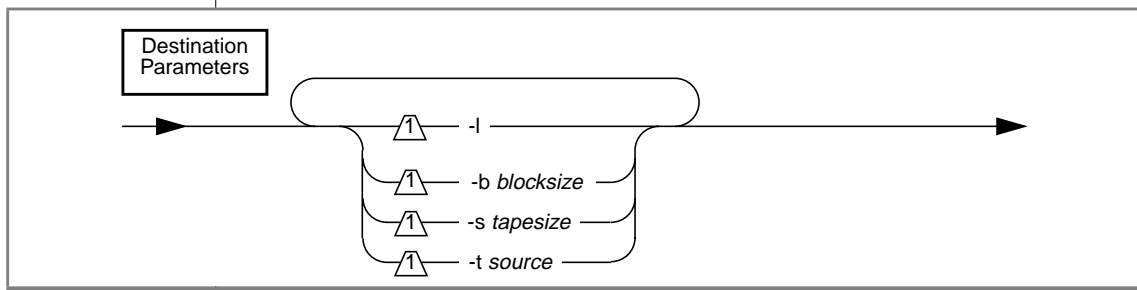 Destination
Parameters
1 -l
1 -b blocksize
1 -s tapesize
1 -t source